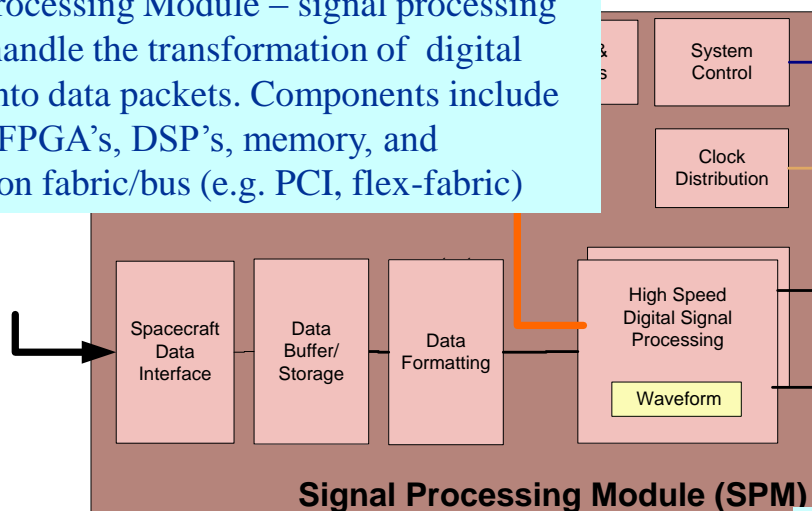 rocessing Module – signal processing
handle the transformation of digital
nto data packets. Components include
FPGA's, DSP's, memory, and
on fabric/bus (e.g. PCI, flex-fabric)
&
s
System
Control
Clock
Distribution
Spacecraft
Data
Interface
Data
Buffer/
Storage
Data
Formatting
High Speed
Digital Signal
Processing
Waveform
Signal Processing Module (SPM)